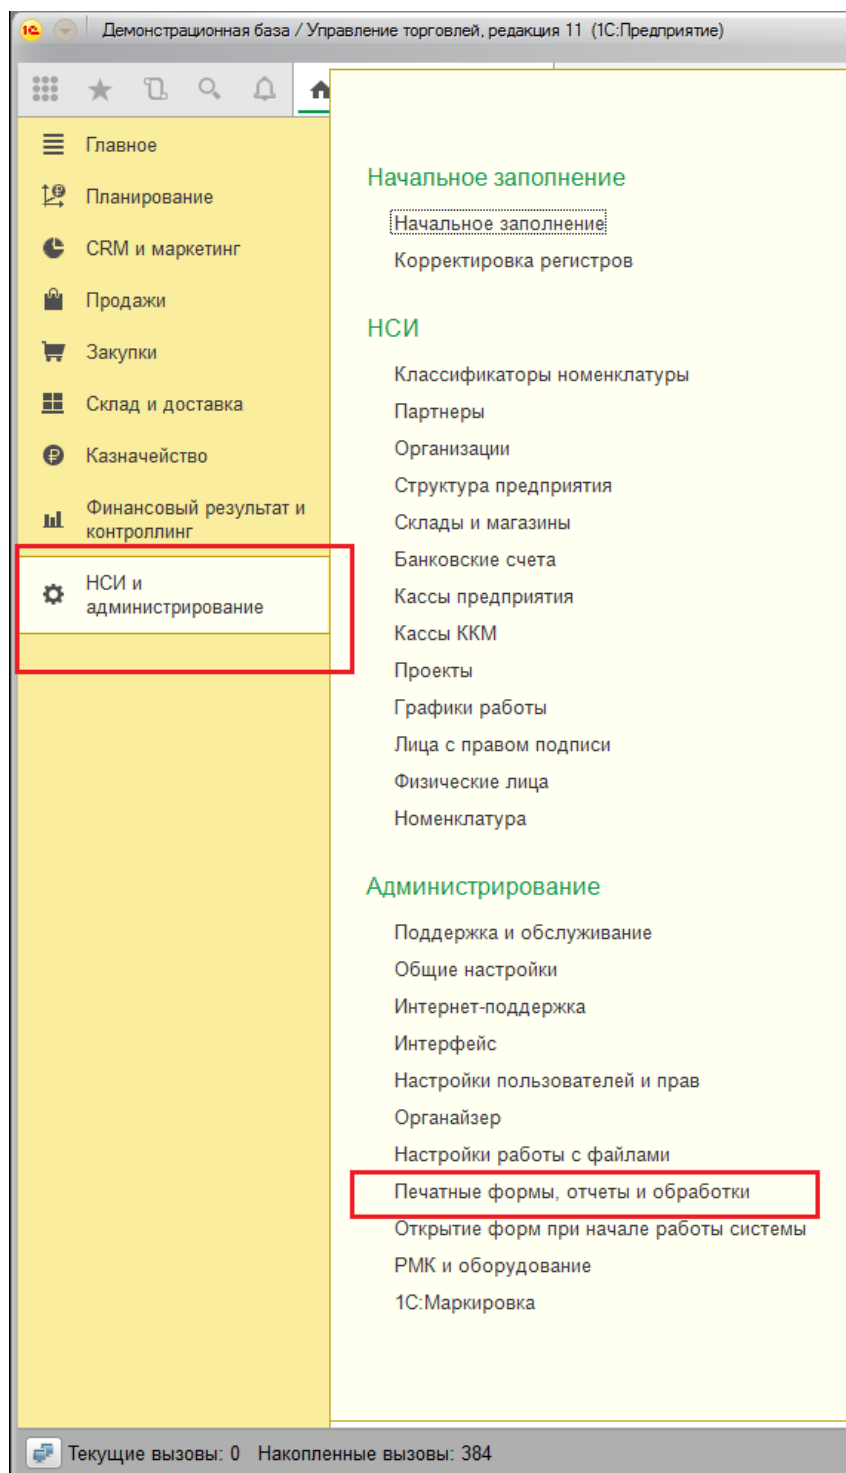 1С Демонстрационная база / Управление торговлей, редакция 11 (1С:Предприятие)
Главное
Планирование
CRM и маркетинг
Продажи
Закупки
Склад и доставка
Казначейство
Финансовый результат и
контроллинг
НСИ и
администрирование
Начальное заполнение
Начальное заполнение
Корректировка регистров
НСИ
Классификаторы номенклатуры
Партнеры
Организации
Структура предприятия
Склады и магазины
Банковские счета
Кассы предприятия
Кассы ККМ
Проекты
Графики работы
Лица с правом подписи
Физические лица
Номенклатура
Администрирование
Поддержка и обслуживание
Общие настройки
Интернет-поддержка
Интерфейс
Настройки пользователей и прав
Органайзер
Настройки работы с файлами
Печатные формы, отчеты и обработки
Открытие форм при начале работы системы
РМК и оборудование
1С:Маркировка
Текущие вызовы: 0 Накопленные вызовы: 384